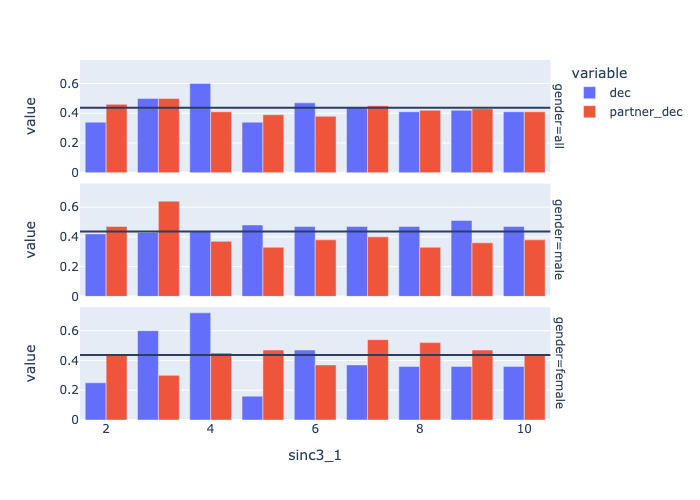 variable
dec
partner_dec
value
0.6
0.4
0.2
0
gender=all
value
0.6
0.4
0.2
0
gender=male
value
0.6
0.4
0.2
0
gender=female
2 4 6 8 10
sinc3_1